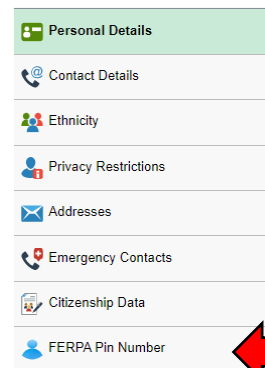 Personal Details
Contact Details
Ethnicity
Privacy Restrictions
Addresses
Emergency Contacts
Citizenship Data
FERPA Pin Number